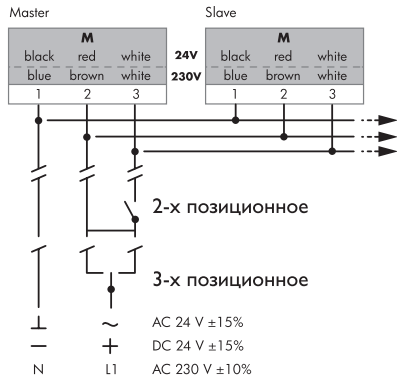 Master Slave
M M
black red white 24V black red white
blue brown white 230V blue brown white
1 2 3 1 2 3
2-х позиционное
3-х позиционное
⊥ ~ AC 24 V ±15%
– + DC 24 V ±15%
N L1 AC 230 V ±10%